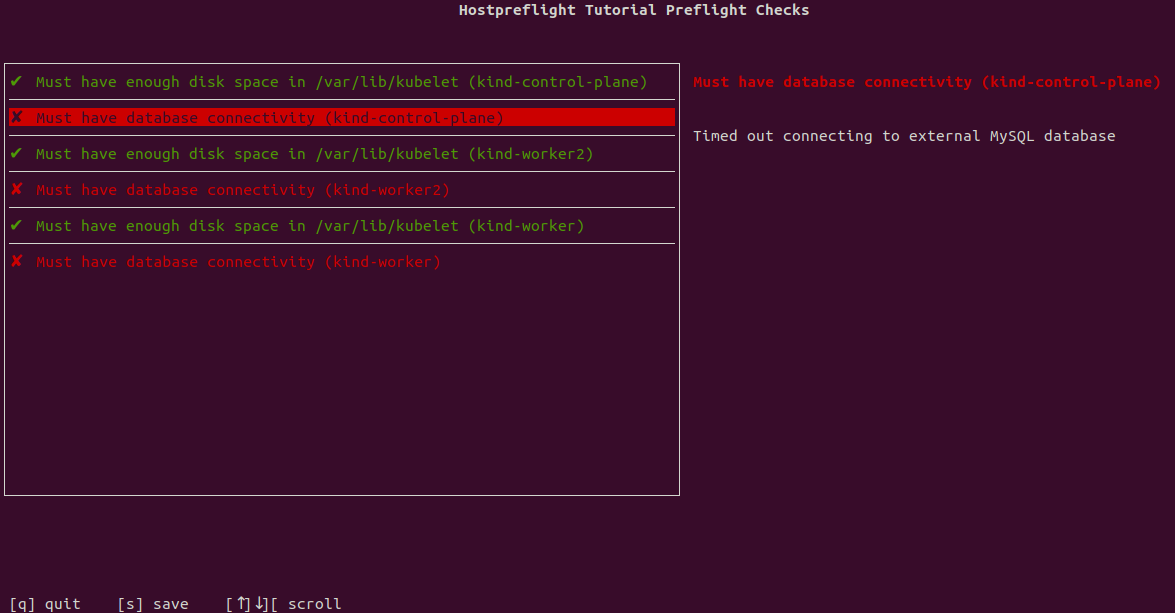 Hostpreflight Tutorial Preflight Checks
✔ Must have enough disk space in /var/lib/kubelet (kind-control-plane)
✘ Must have database connectivity (kind-control-plane)
✔ Must have enough disk space in /var/lib/kubelet (kind-worker2)
✘ Must have database connectivity (kind-worker2)
✔ Must have enough disk space in /var/lib/kubelet (kind-worker)
✘ Must have database connectivity (kind-worker)
Must have database connectivity (kind-control-plane)
Timed out connecting to external MySQL database
[q] quit [s] save [↑]↓][ scroll